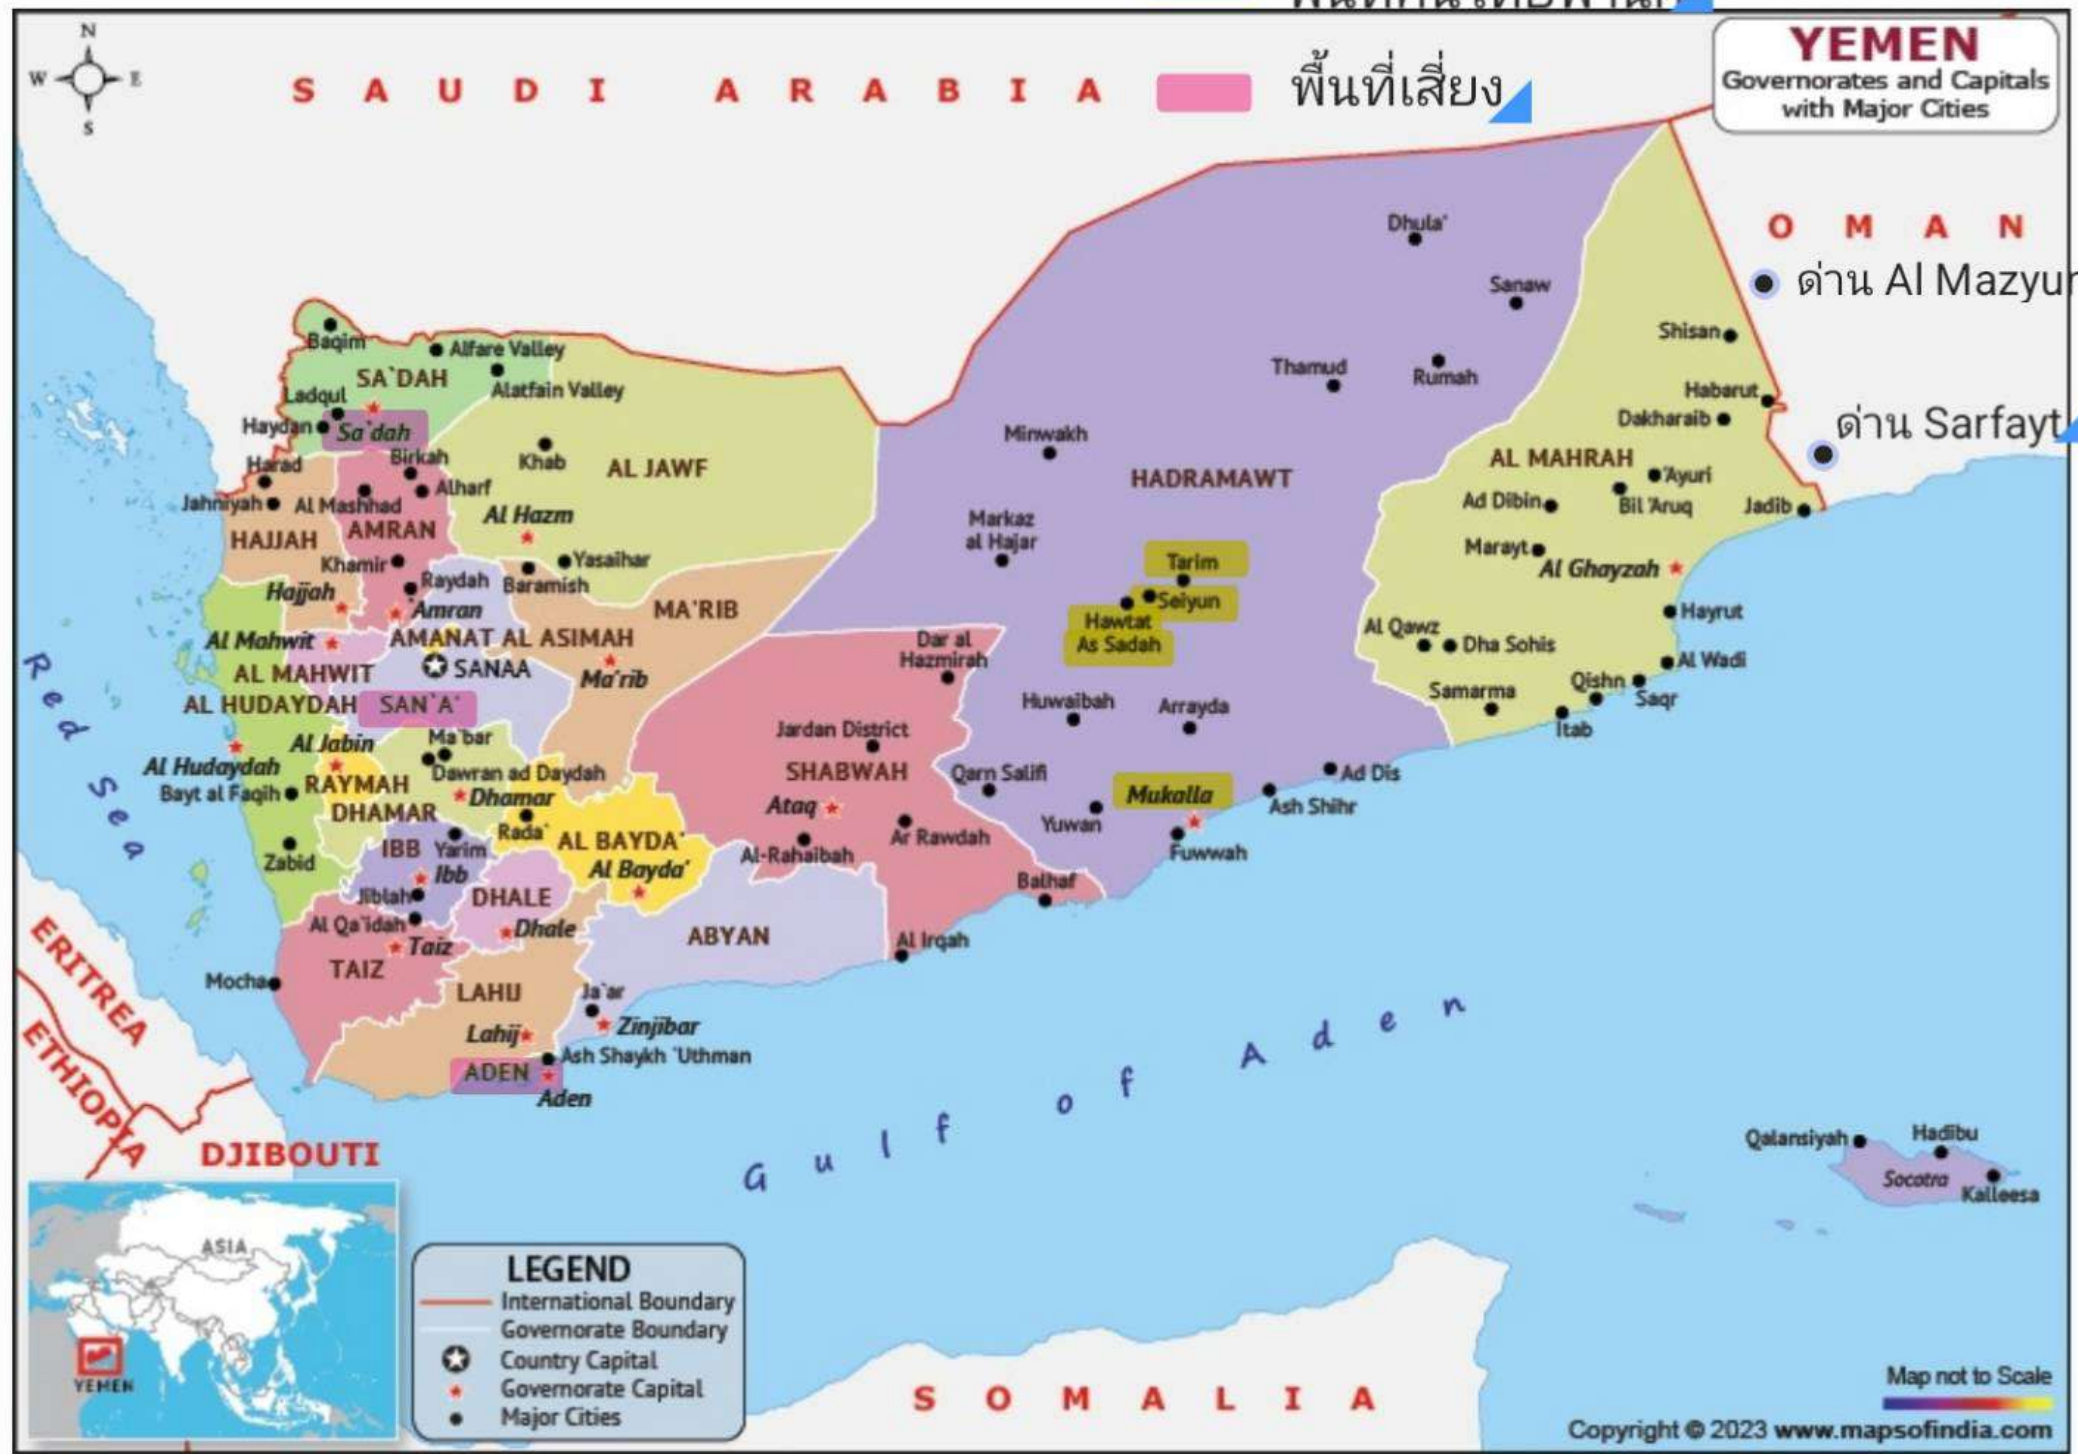 N
W
E
S
SAUDI ARABIA
พื้นที่เสี่ยง
YEMEN
Governorates and Capitals
with Major Cities
OMAN
ด่าน Al Mazyun
ด่าน Sarfayt
Dhula'
Sanaw
Thamud
Rumah
Shisan
Habarut
Dakharaib
Baqim
Alfare Valley
SA`DAH
Alatfain Valley
Ladqul
Haydan
Sa`dah
Birkah
Khab
AL JAWF
Harad
Jahniyah
Al Mashhad
Alharf
HAJJAH
AMRAN
Al Hazm
Khamir
Yasaihar
Raydah
Baramish
Hajjah
`Amran
MA'RIB
Al Mahwit
AMANAT AL ASIMAH
SANAA
AL MAHWIT
Ma'rib
AL HUDAYDAH
SAN`A'
Al Jabin
Ma`bar
Al Hudaydah
RAYMAH
Dawran ad Daydah
Bayt al Faqih
Dhamar
DHAMAR
Rada`
AL BAYDA'
Zabid
IBB
Yarim
Al Bayda'
Ibb
Jiblah
DHALE
Al Qa`idah
Dhale
Taiz
TAIZ
ABYAN
Mocha
LAHIJ
Ja`ar
Lahij
Zinjibar
Ash Shaykh `Uthman
ADEN
Aden
Minwakh
HADRAMAWT
Markaz
al Hajar
Tarim
Seiyun
Hawtat
As Sadah
Dar al
Hazmirah
Huwaibah
Arrayda
Jardan District
SHABWAH
Qarn Salifi
Mukalla
Ad Dis
Ash Shihr
Ataq
Ar Rawdah
Yuwan
Fuwwah
Al-Rahaibah
Balhaf
Al Irqah
AL MAHRAH
'Ayuri
Ad Dibin
Bil 'Aruq
Jadib
Marayt
Al Ghayzah
Hayrut
Al Qawz
Dha Sohis
Al Wadi
Samarma
Qishn
Saqr
Itab
Red Sea
ERITREA
ETHIOPIA
DJIBOUTI
Gulf of Aden
Qalansiyah
Hadibu
Socotra
Kalleesa
SOMALIA
ASIA
YEMEN
LEGEND
International Boundary
Governorate Boundary
Country Capital
Governorate Capital
Major Cities
Map not to Scale
Copyright © 2023 www.mapsofindia.com